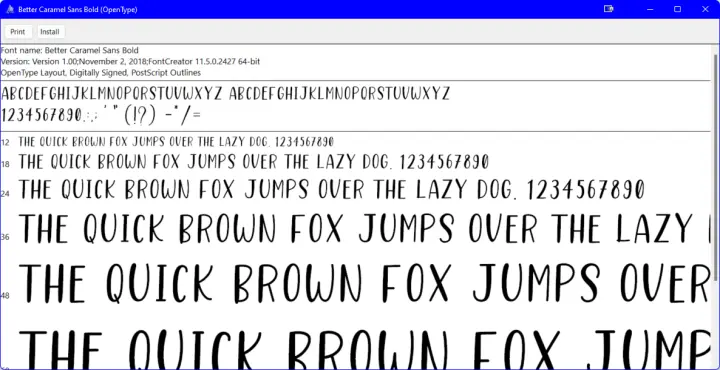 Better Caramel Sans Bold (OpenType)
Print Install
Font name: Better Caramel Sans Bold
Version: Version 1.00;November 2, 2018;FontCreator 11.5.0.2427 64-bit
OpenType Layout, Digitally Signed, PostScript Outlines
ABCDEFGHIJKLMNOPQRSTUVWXYZ ABCDEFGHIJKLMNOPQRSTUVWXYZ
1234567890.:,; ' " (!?) -*/=
12 THE QUICK BROWN FOX JUMPS OVER THE LAZY DOG. 1234567890
18 THE QUICK BROWN FOX JUMPS OVER THE LAZY DOG. 1234567890
24 THE QUICK BROWN FOX JUMPS OVER THE LAZY DOG. 1234567890
36 THE QUICK BROWN FOX JUMPS OVER THE LAZY
48 THE QUICK BROWN FOX JUMPS OVER
THE QUICK BROWN FOX JUMP